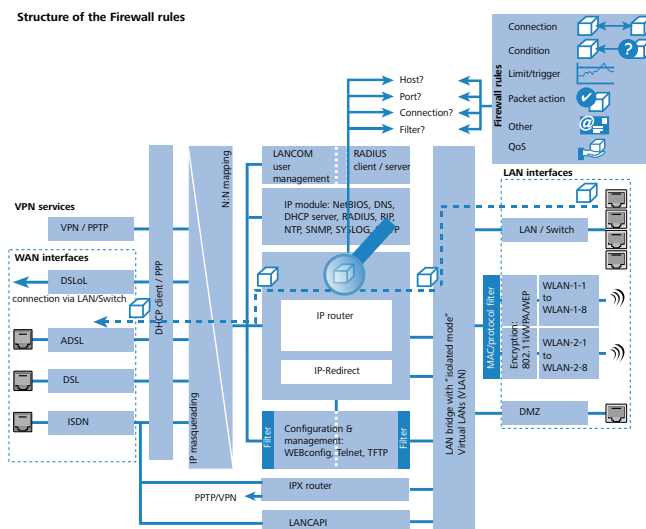 Structure of the Firewall rules
Connection
Condition
?
Limit/trigger
Packet action
Other
@
QoS
Firewall rules
Host?
Port?
Connection?
Filter?
LANCOM
user
management
RADIUS
client / server
IP module: NetBIOS, DNS,
DHCP server, RADIUS, RIP,
NTP, SNMP, SYSLOG,
LAN interfaces
LAN / Switch
VPN services
VPN / PPTP
WAN interfaces
DSLoL
connection via LAN/Switch
ADSL
DSL
ISDN
DHCP client / PPP
N:N mapping
IP masquerading
IP router
IP-Redirect
LAN bridge with "isolated mode"
Virtual LANs (VLAN)
MAC/protocol filter
Encryption:
802.11i/WPA/WEP
WLAN-1-1
to
WLAN-1-8
WLAN-2-1
to
WLAN-2-8
DMZ
Filter
Configuration &
management:
WEBconfig, Telnet, TFTP
Filter
IPX router
PPTP/VPN
LANCAPI